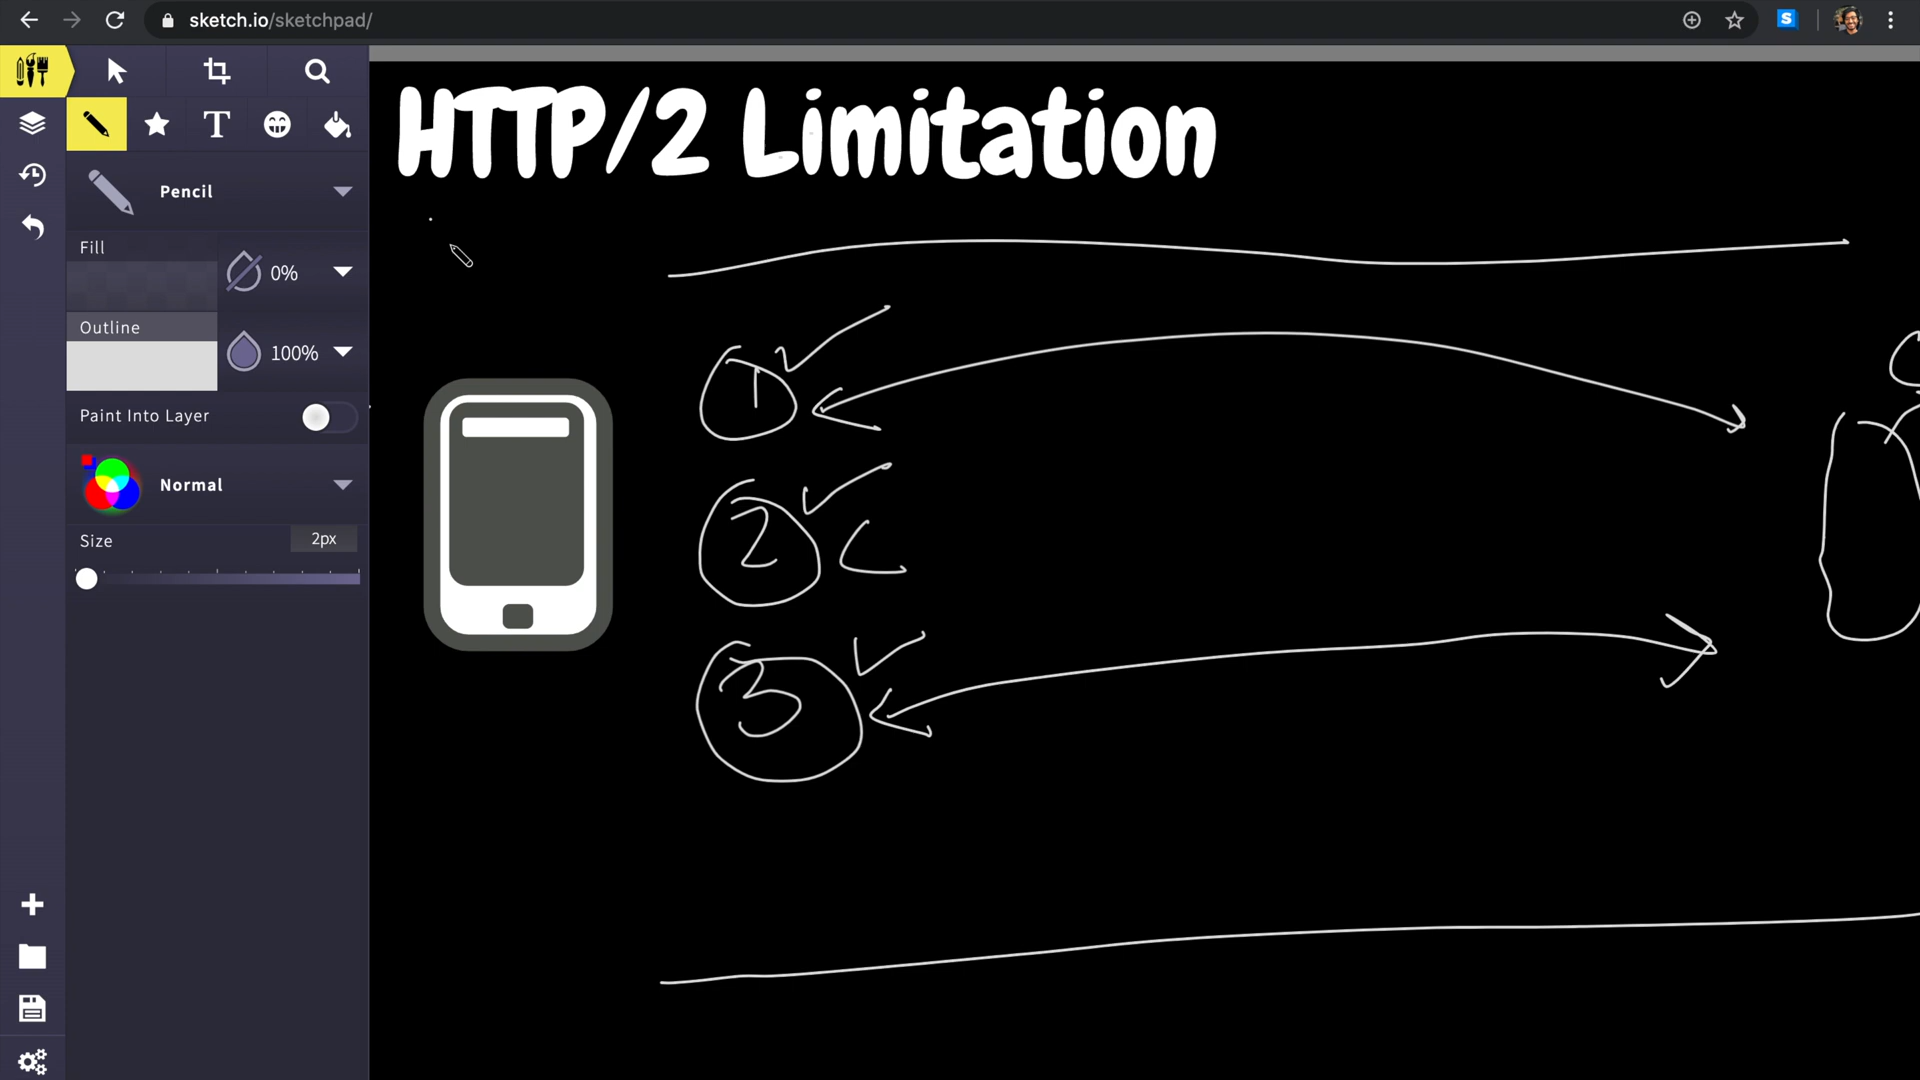 sketch.io/sketchpad/
S
T
Pencil
Fill
0%
Outline
100%
Paint Into Layer
Normal
Size
2px
HTTP/2 Limitation
1
2
3